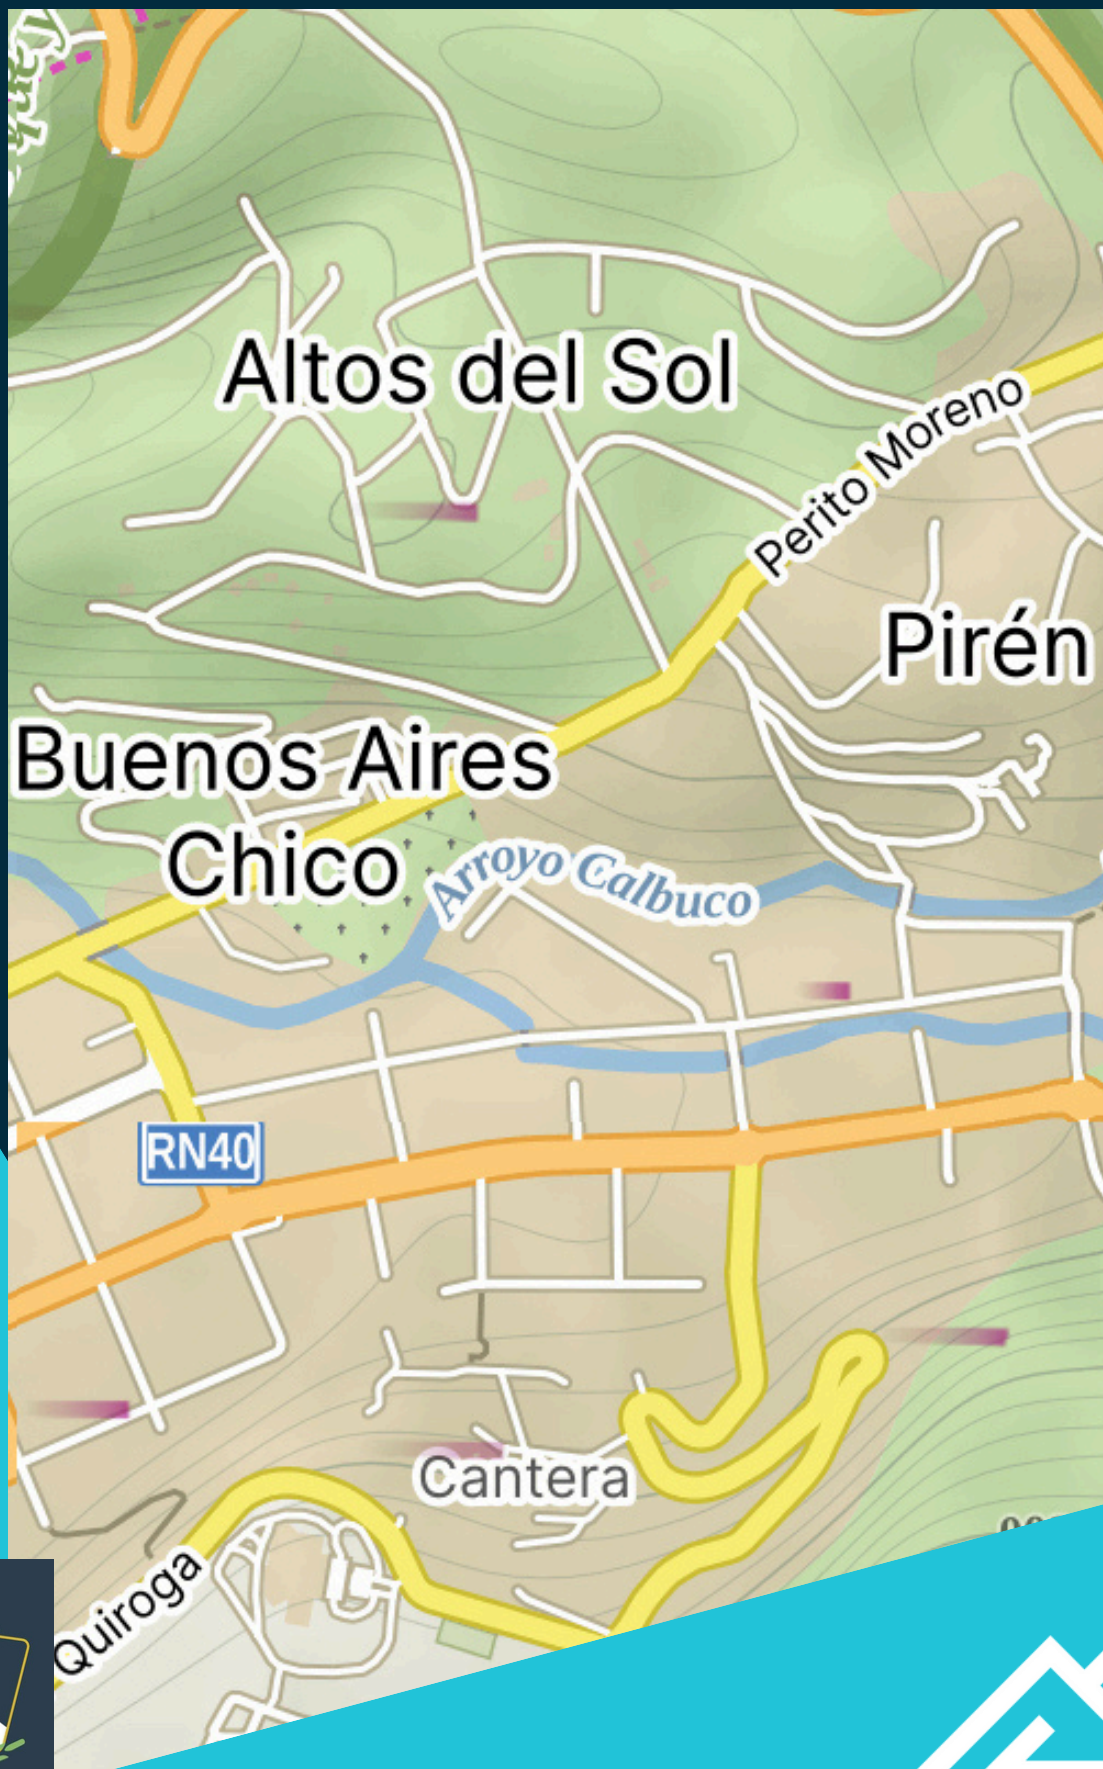 Altos del Sol
Perito Moreno
Pirén
Buenos Aires
Chico
Arroyo Calbuco
RN40
Cantera
Quiroga